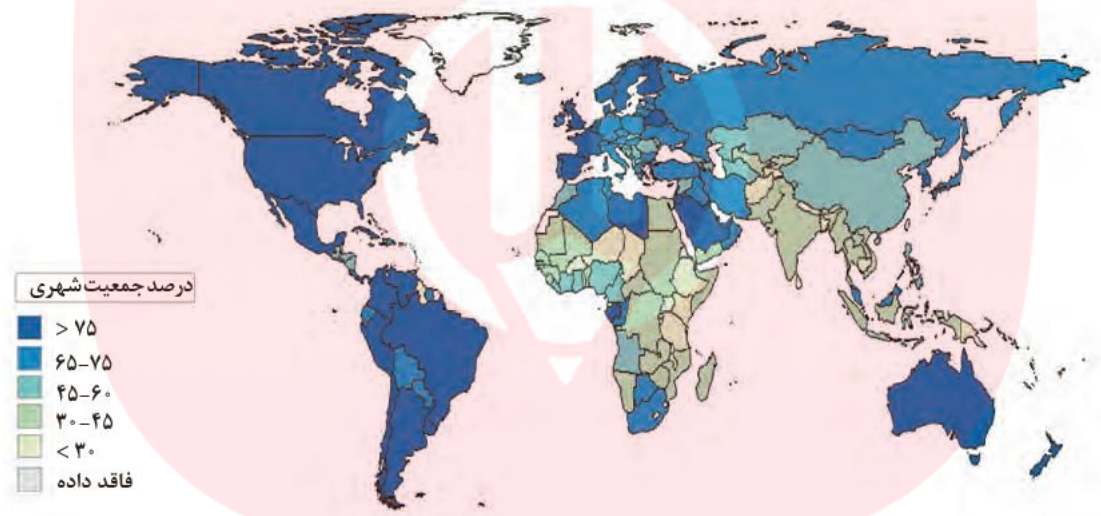 درصد جمعیت شهری
> ۷۵
۶۵-۷۵
۴۵-۶۰
۳۰-۴۵
< ۳۰
فاقد داده